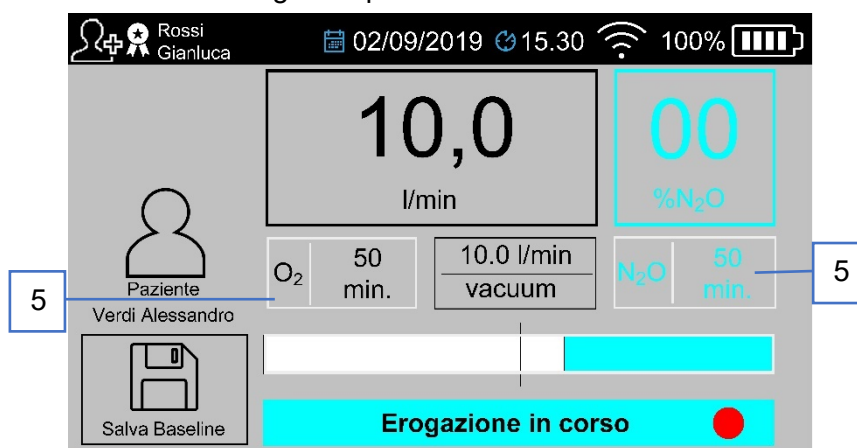 Rossi
Gianluca
02/09/2019 15.30 100%
10,0
l/min
00
%N₂O
O₂
50
min.
10.0 l/min
vacuum
N₂O
50
min.
5
5
Paziente
Verdi Alessandro
Salva Baseline
Erogazione in corso